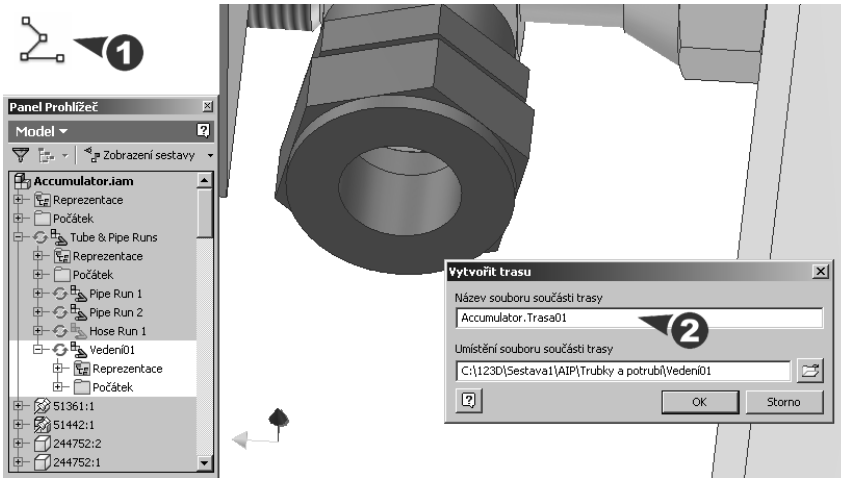 1
Panel Prohlížeč
Model
Zobrazení sestavy
Accumulator.iam
Reprezentace
Počátek
Tube & Pipe Runs
Reprezentace
Počátek
Pipe Run 1
Pipe Run 2
Hose Run 1
Vedení01
Reprezentace
Počátek
51361:1
51442:1
244752:2
244752:1
Vytvořit trasu
Název souboru součásti trasy
Accumulator.Trasa01
2
Umístění souboru součásti trasy
C:\123D\Sestava1\AIP\Trubky a potrubí\Vedení01
OK Storno